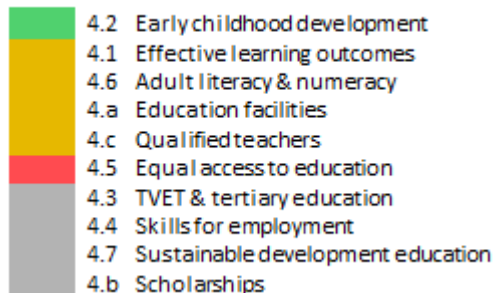 4.2 Early childhood development
4.1 Effective learning outcomes
4.6 Adult literacy & numeracy
4.a Education facilities
4.c Qualified teachers
4.5 Equal access to education
4.3 TVET & tertiary education
4.4 Skills for employment
4.7 Sustainable development education
4.b Scholarships